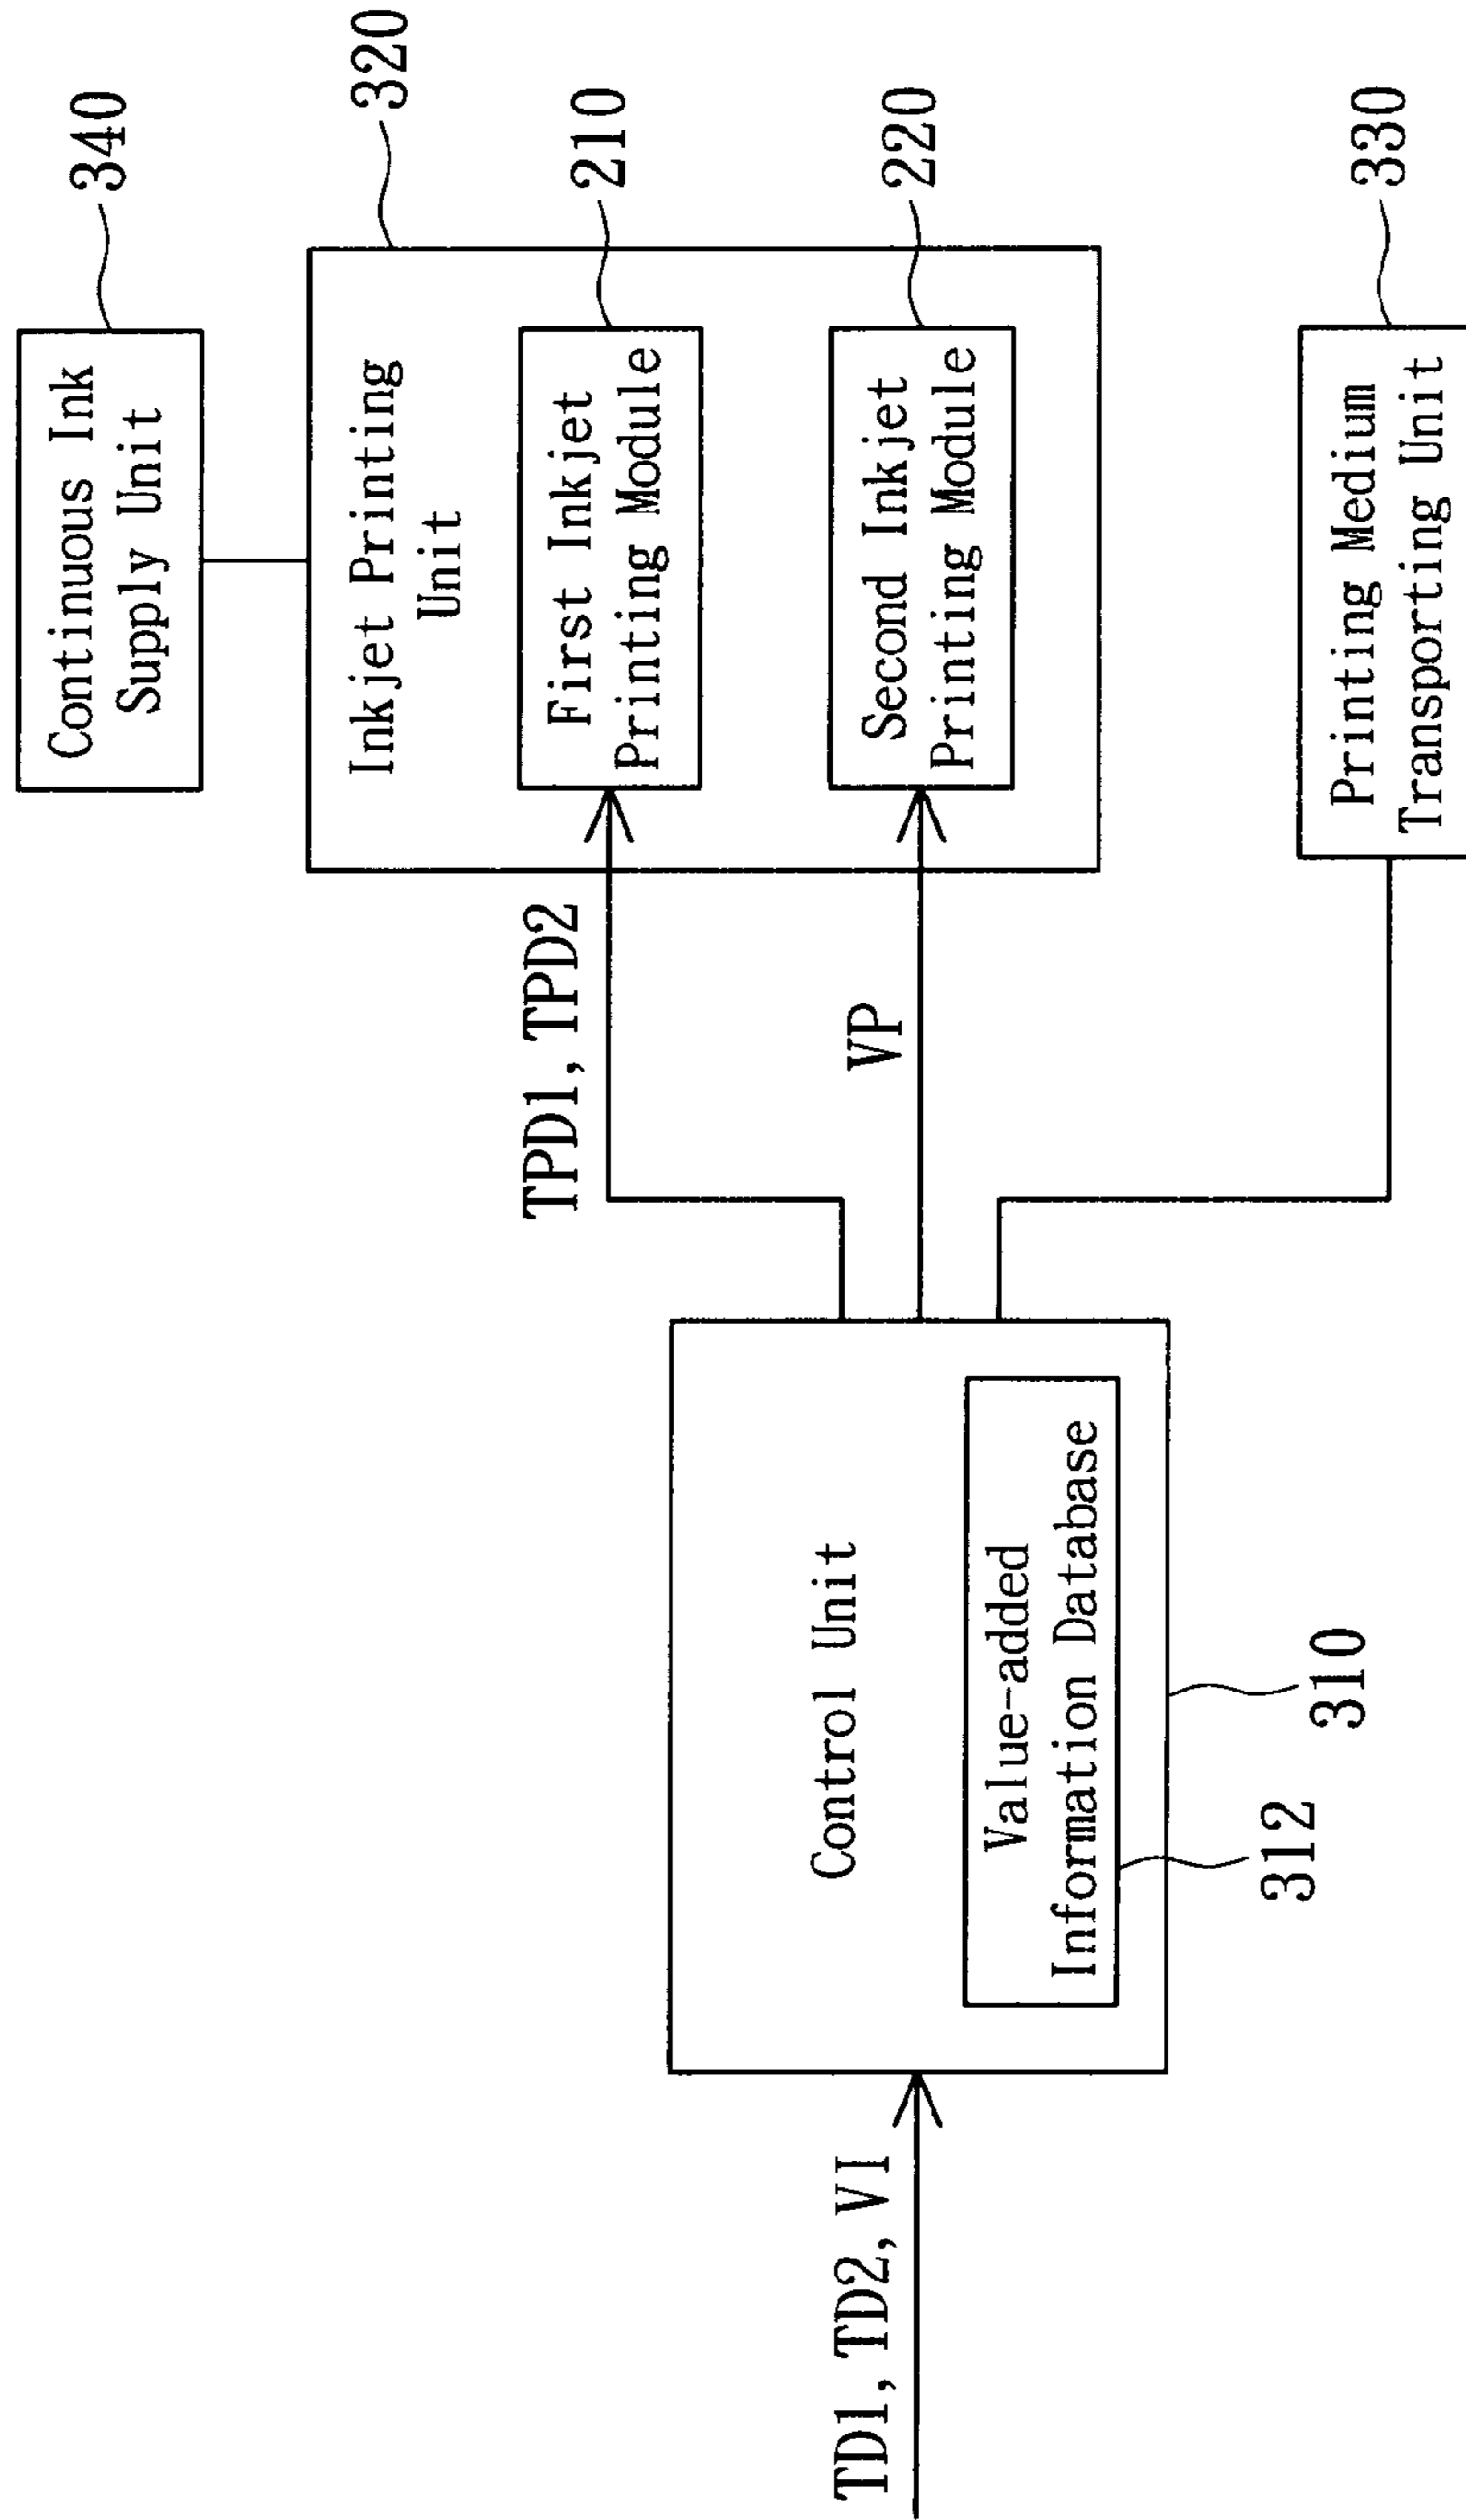 Continuous Ink
Supply Unit
340
Inkjet Printing
Unit
320
First Inkjet
Printing Module
210
Second Inkjet
Printing Module
220
Printing Medium
Transporting Unit
330
TPD1, TPD2
VP
Control Unit
Value-added
Information Database
312
310
TD1, TD2, VI